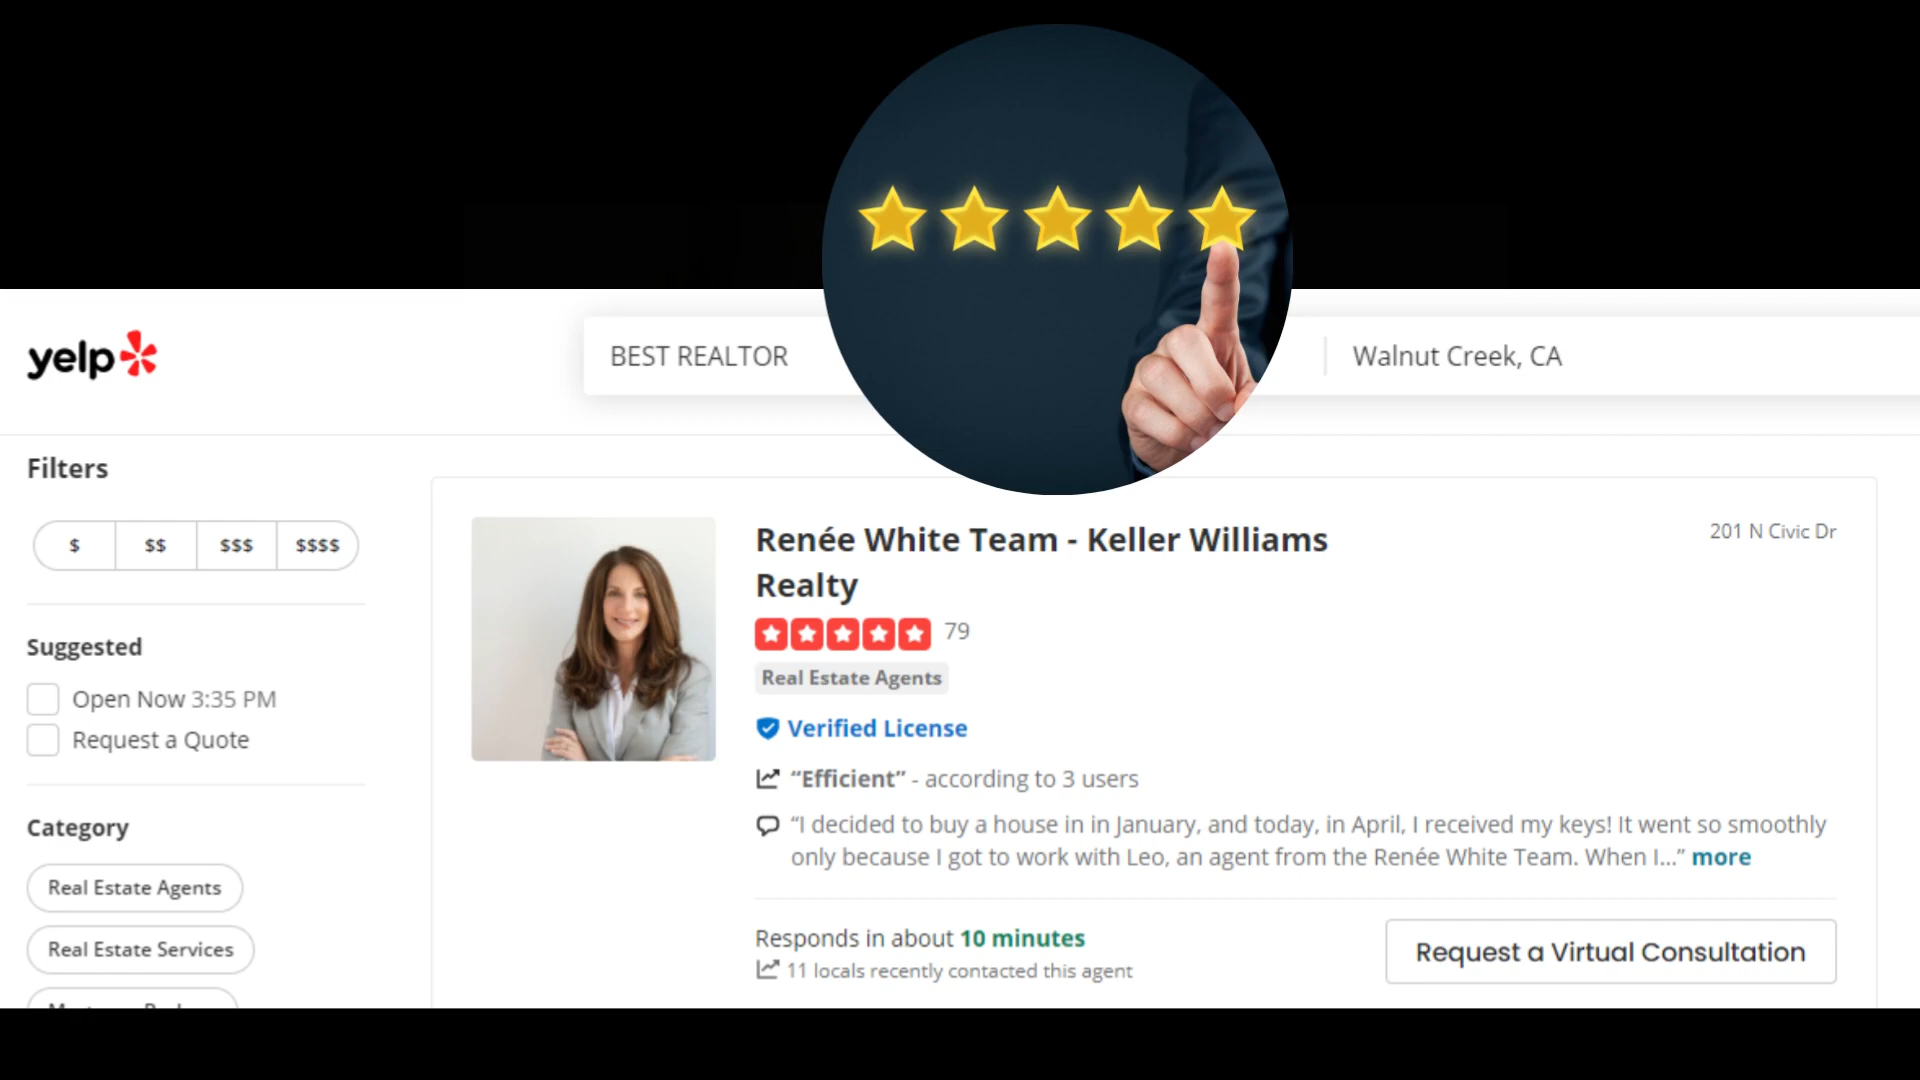 yelp
BEST REALTOR
Walnut Creek, CA
Filters
$ $$ $$$ $$$$
Suggested
Open Now 3:35 PM
Request a Quote
Category
Real Estate Agents
Real Estate Services
Renée White Team - Keller Williams
Realty
201 N Civic Dr
79
Real Estate Agents
Verified License
“Efficient” - according to 3 users
“I decided to buy a house in in January, and today, in April, I received my keys! It went so smoothly
only because I got to work with Leo, an agent from the Renée White Team. When I...” more
Responds in about 10 minutes
11 locals recently contacted this agent
Request a Virtual Consultation